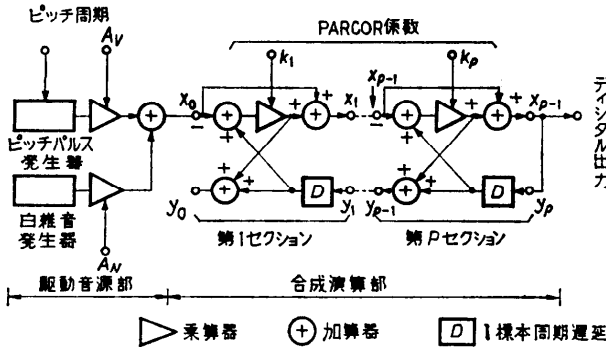 ピッチ周期
PARCOR係数
A_V
k_1
k_p
x_{p-1}
x_0
x_1
x_{p-1}
ピッチパルス
発生器
白雑音
発生器
A_N
y_0
y_1
y_{p-1}
y_p
D
D
第1セクション
第Pセクション
ディジタル出力
駆動音源部
合成演算部
乗算器
加算器
D 1標本周期遅延